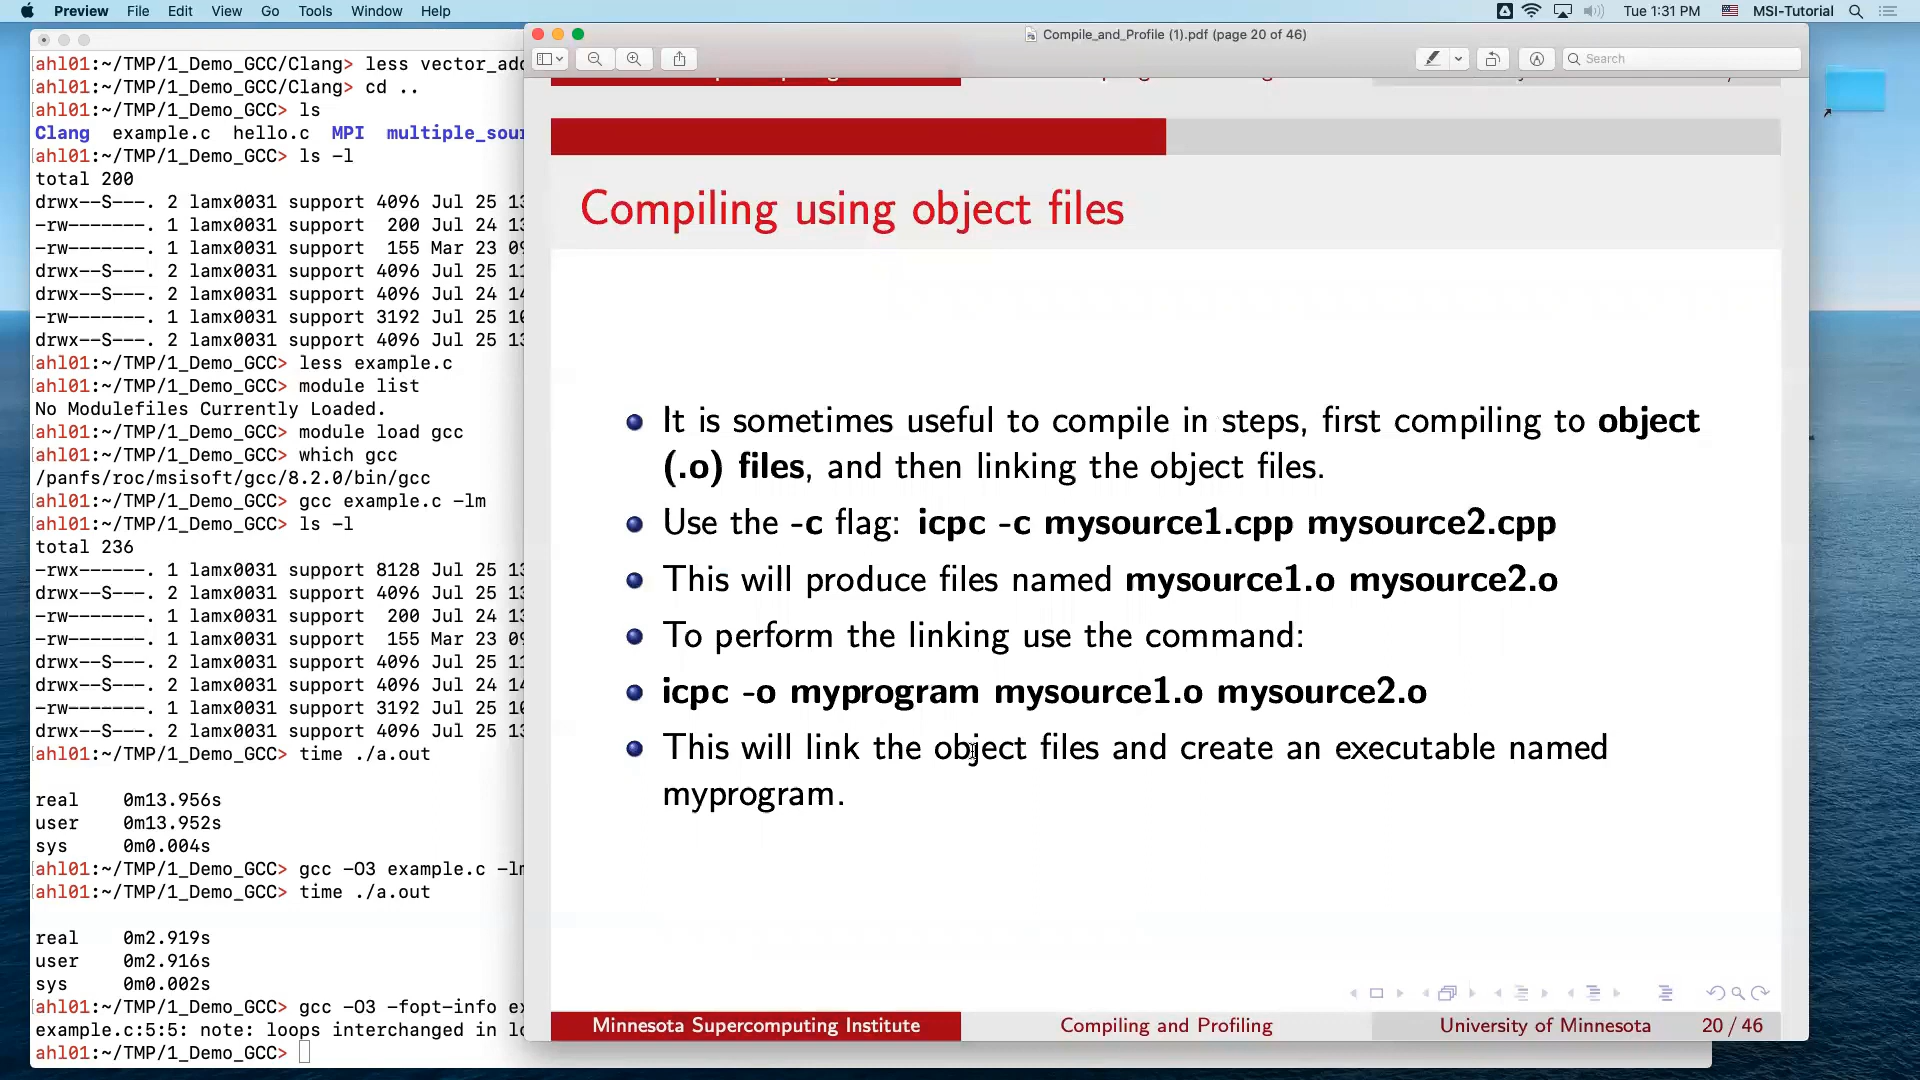 Preview File Edit View Go Tools Window Help
Tue 1:31 PM MSI-Tutorial
[ahl01:~/TMP/1_Demo_GCC/Clang> less vector_add
[ahl01:~/TMP/1_Demo_GCC/Clang> cd ..
[ahl01:~/TMP/1_Demo_GCC> ls
Clang example.c hello.c MPI multiple_sour
[ahl01:~/TMP/1_Demo_GCC> ls -l
total 200
drwx--S---. 2 lamx0031 support 4096 Jul 25 13
-rw-------. 1 lamx0031 support 200 Jul 24 13
-rw-------. 1 lamx0031 support 155 Mar 23 09
drwx--S---. 2 lamx0031 support 4096 Jul 25 11
drwx--S---. 2 lamx0031 support 4096 Jul 24 14
-rw-------. 1 lamx0031 support 3192 Jul 25 10
drwx--S---. 2 lamx0031 support 4096 Jul 25 13
[ahl01:~/TMP/1_Demo_GCC> less example.c
[ahl01:~/TMP/1_Demo_GCC> module list
No Modulefiles Currently Loaded.
[ahl01:~/TMP/1_Demo_GCC> module load gcc
[ahl01:~/TMP/1_Demo_GCC> which gcc
/panfs/roc/msisoft/gcc/8.2.0/bin/gcc
[ahl01:~/TMP/1_Demo_GCC> gcc example.c -lm
[ahl01:~/TMP/1_Demo_GCC> ls -l
total 236
-rwx------. 1 lamx0031 support 8128 Jul 25 13
drwx--S---. 2 lamx0031 support 4096 Jul 25 13
-rw-------. 1 lamx0031 support 200 Jul 24 13
-rw-------. 1 lamx0031 support 155 Mar 23 09
drwx--S---. 2 lamx0031 support 4096 Jul 25 11
drwx--S---. 2 lamx0031 support 4096 Jul 24 14
-rw-------. 1 lamx0031 support 3192 Jul 25 10
drwx--S---. 2 lamx0031 support 4096 Jul 25 13
[ahl01:~/TMP/1_Demo_GCC> time ./a.out
real 0m13.956s
user 0m13.952s
sys 0m0.004s
[ahl01:~/TMP/1_Demo_GCC> gcc -O3 example.c -lm
[ahl01:~/TMP/1_Demo_GCC> time ./a.out
real 0m2.919s
user 0m2.916s
sys 0m0.002s
[ahl01:~/TMP/1_Demo_GCC> gcc -O3 -fopt-info ex
example.c:5:5: note: loops interchanged in lo
ahl01:~/TMP/1_Demo_GCC>
Compile_and_Profile (1).pdf (page 20 of 46)
Search
Compiling using object files
It is sometimes useful to compile in steps, first compiling to object
(.o) files, and then linking the object files.
Use the -c flag: icpc -c mysource1.cpp mysource2.cpp
This will produce files named mysource1.o mysource2.o
To perform the linking use the command:
icpc -o myprogram mysource1.o mysource2.o
This will link the object files and create an executable named
myprogram.
Minnesota Supercomputing Institute Compiling and Profiling University of Minnesota 20 / 46